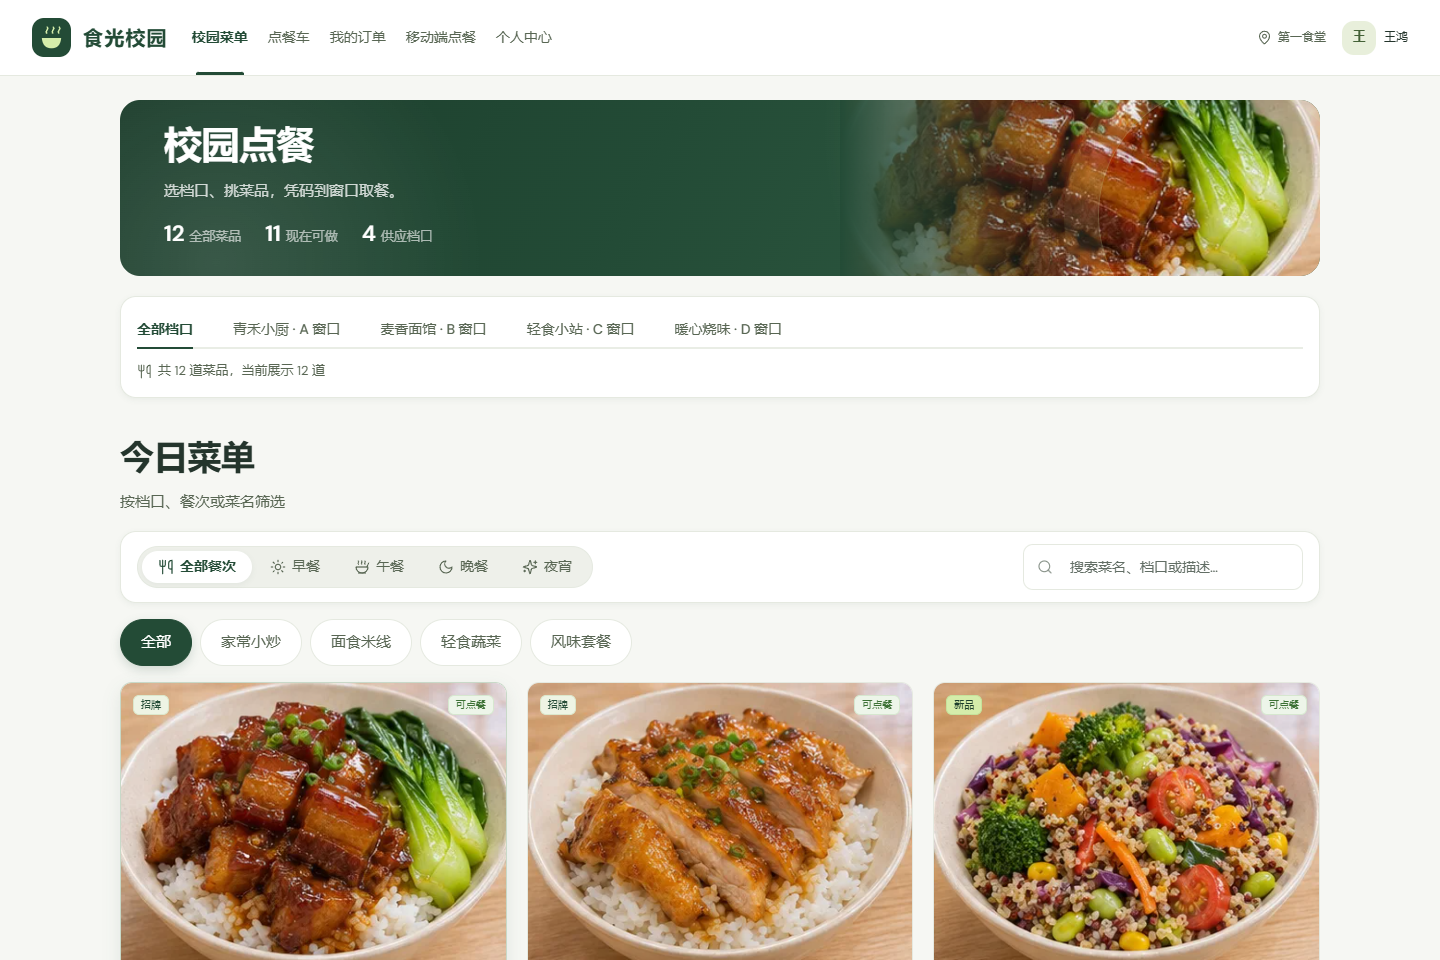 食光校园
校园菜单 点餐车 我的订单 移动端点餐 个人中心
第一食堂
王 王鸿
校园点餐
选档口、挑菜品，凭码到窗口取餐。
12 全部菜品 11 现在可做 4 供应档口
全部档口 青禾小厨 · A 窗口 麦香面馆 · B 窗口 轻食小站 · C 窗口 暖心烧味 · D 窗口
共 12 道菜品，当前展示 12 道
今日菜单
按档口、餐次或菜名筛选
全部餐次 早餐 午餐 晚餐 夜宵
搜索菜名、档口或描述...
全部 家常小炒 面食米线 轻食蔬菜 风味套餐
招牌 可点餐 招牌 可点餐 新品 可点餐